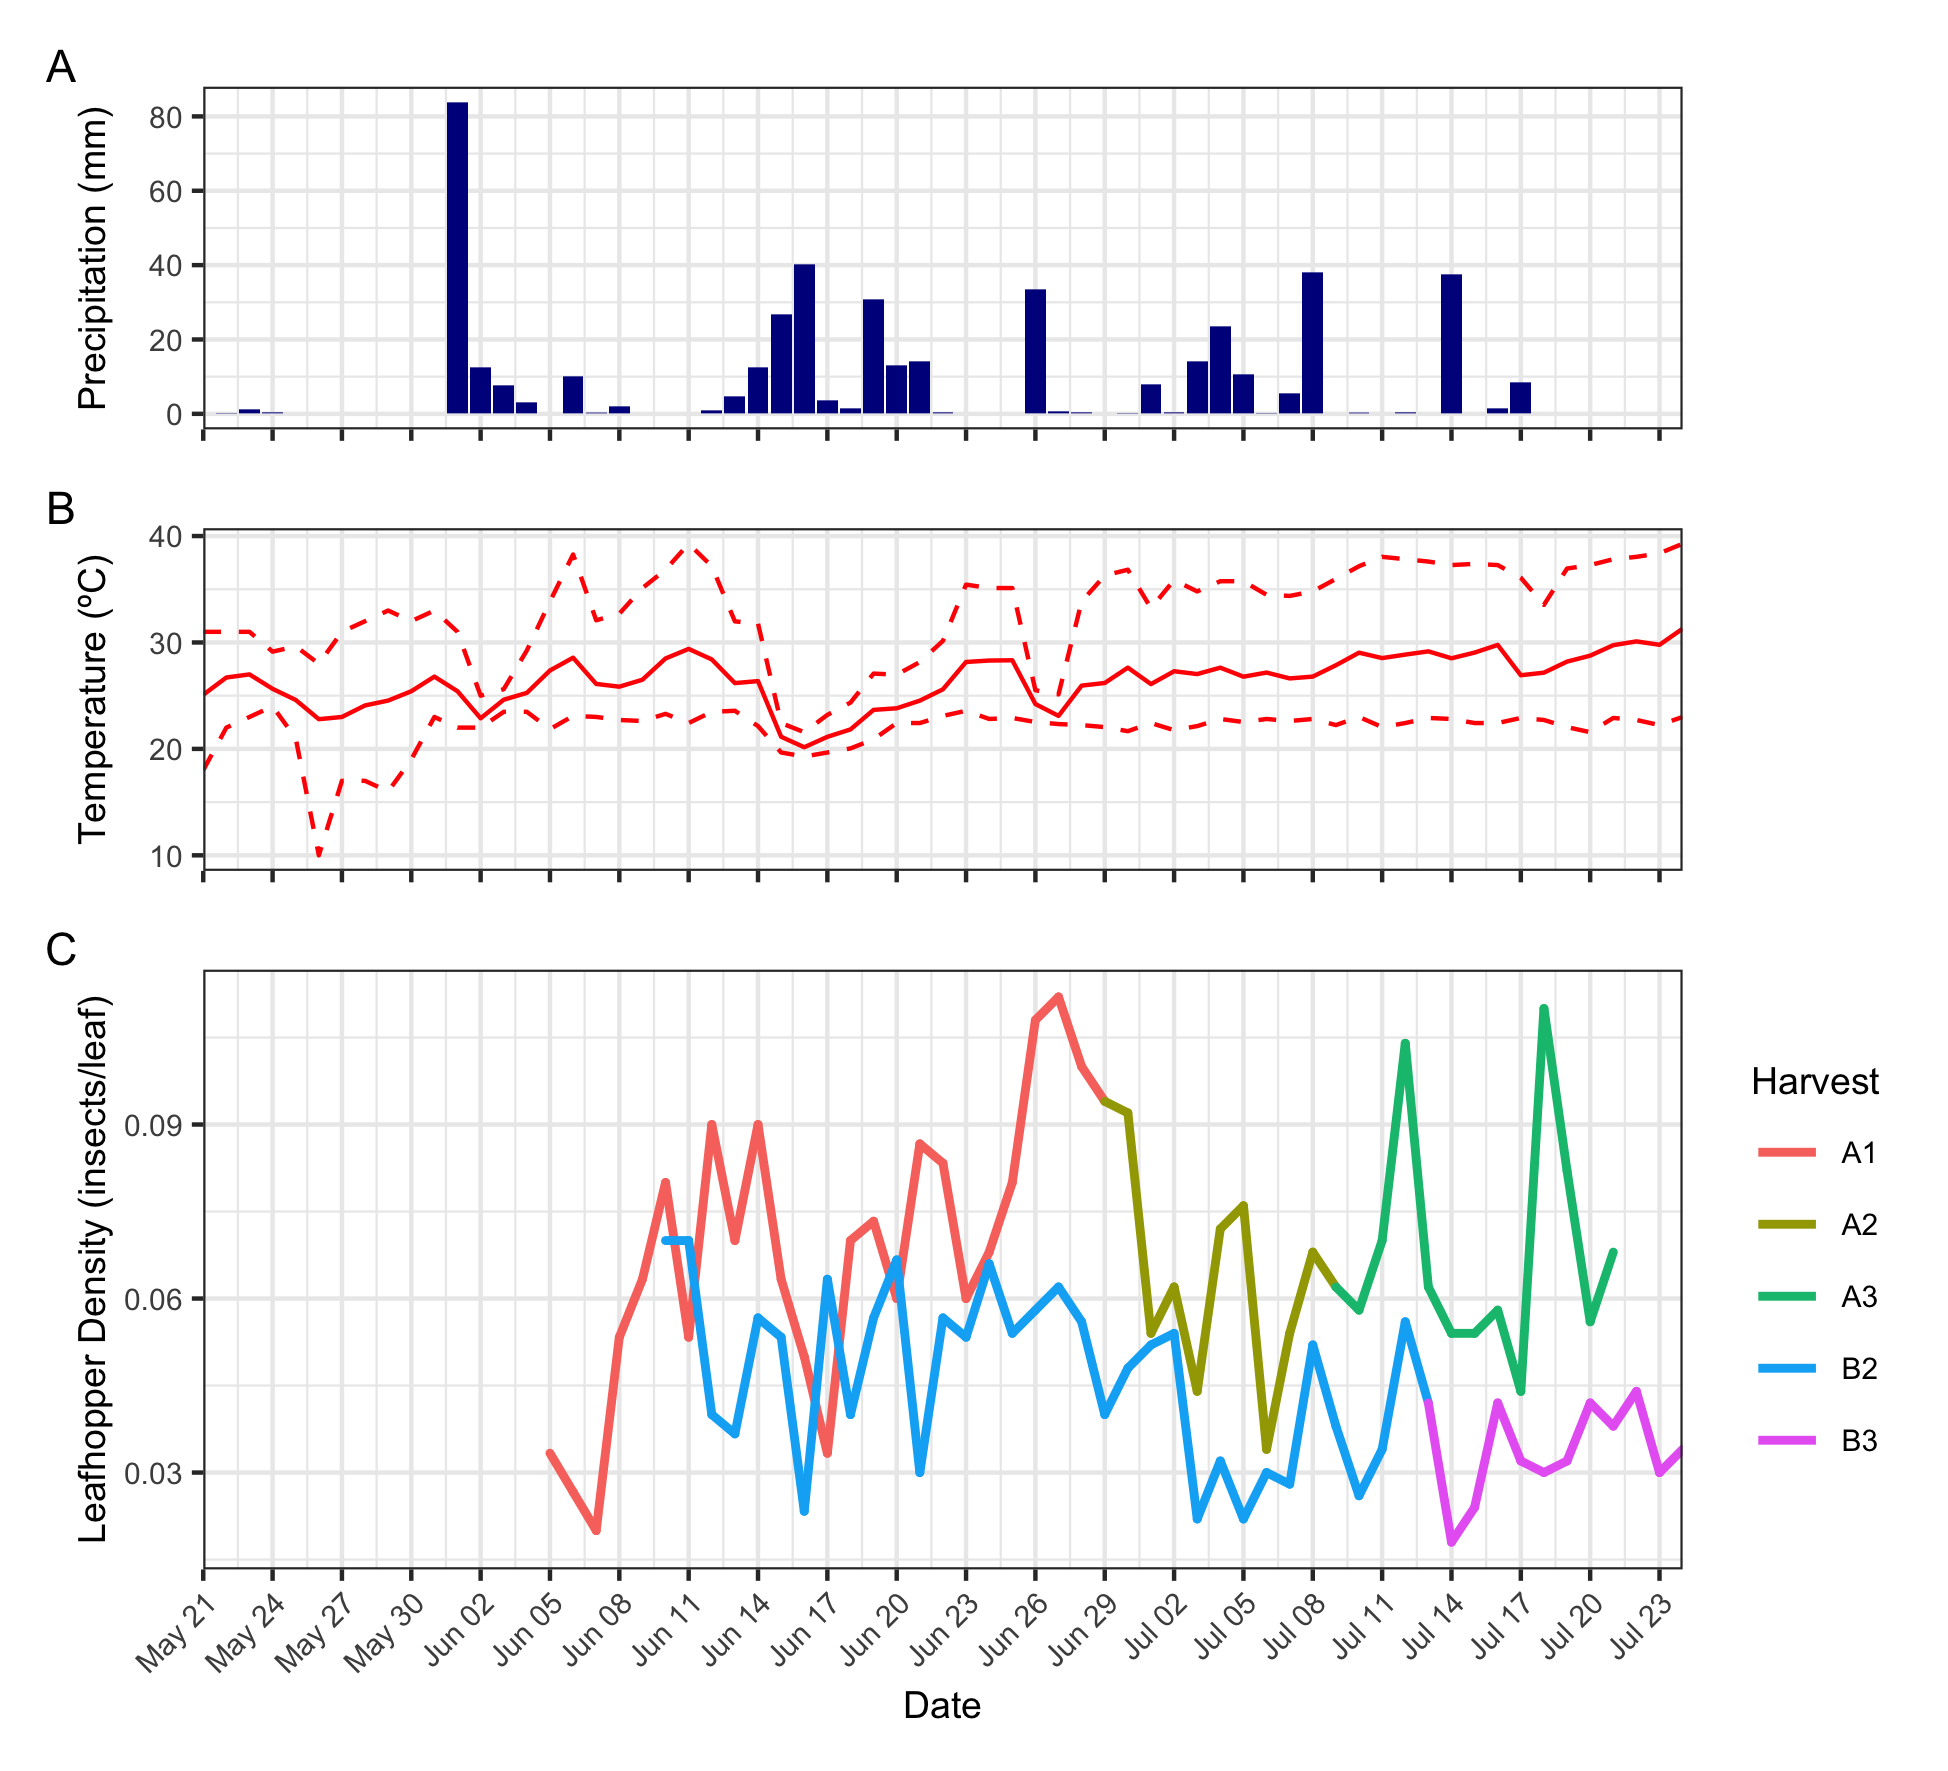 A
Precipitation (mm)
80
60
40
20
0
B
Temperature (ºC)
40
30
20
10
C
Leafhopper Density (insects/leaf)
0.09
0.06
0.03
May 21
May 24
May 27
May 30
Jun 02
Jun 05
Jun 08
Jun 11
Jun 14
Jun 17
Jun 20
Jun 23
Jun 26
Jun 29
Jul 02
Jul 05
Jul 08
Jul 11
Jul 14
Jul 17
Jul 20
Jul 23
Date
Harvest
A1
A2
A3
B2
B3